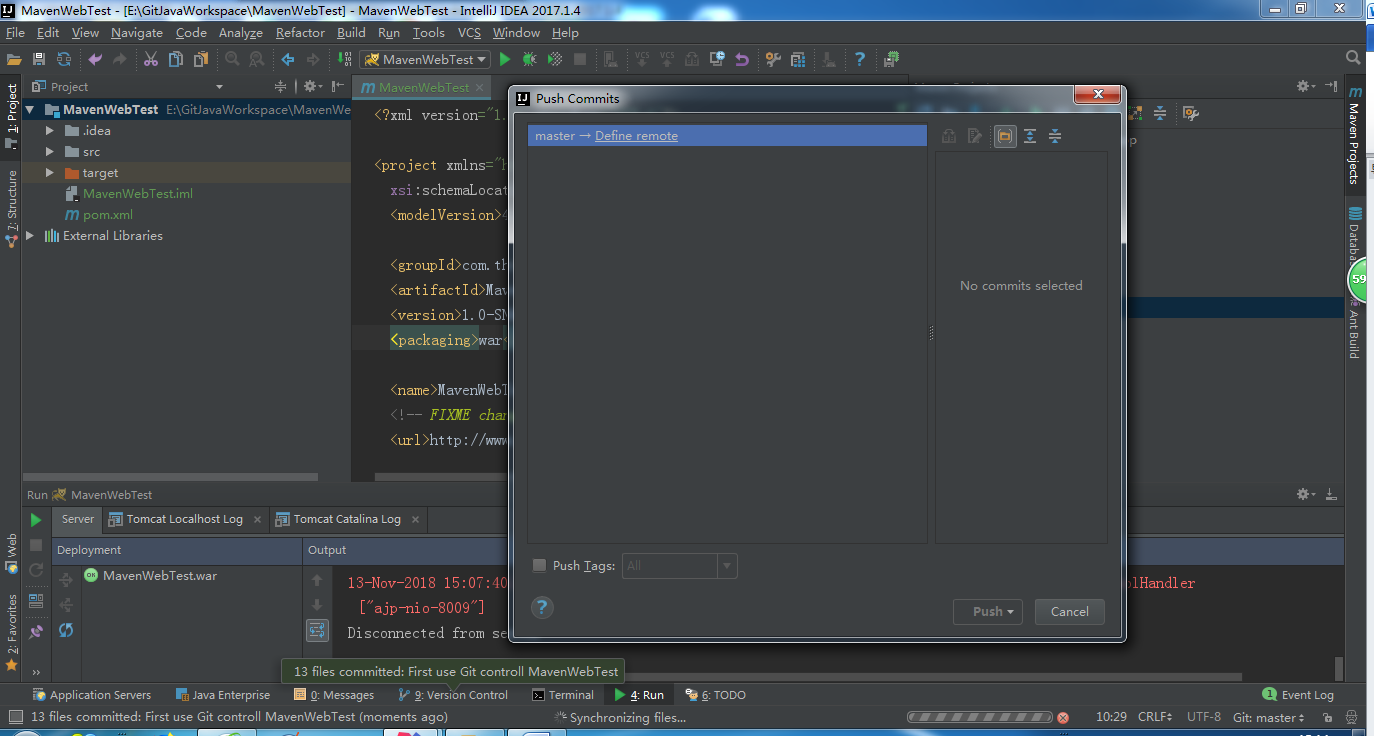 MavenWebTest - [E:\GitJavaWorkspace\MavenWebTest] - MavenWebTest - IntelliJ IDEA 2017.1.4
File Edit View Navigate Code Analyze Refactor Build Run Tools VCS Window Help
MavenWebTest
Project
MavenWebTest
MavenWebTest E:\GitJavaWorkspace\MavenWe
.idea
src
target
MavenWebTest.iml
pom.xml
External Libraries
1: Project
7: Structure
Web
2: Favorites
<?xml version="1.
<project xmlns="h
xsi:schemaLocat
<modelVersion>4
<groupId>com.th
<artifactId>Mav
<version>1.0-SN
<packaging>war<
<name>MavenWebT
<!-- FIXME chan
<url>http://www
Push Commits
master → Define remote
No commits selected
Push Tags: All
Push
Cancel
Maven Projects
Databas
59
Ant Build
Run MavenWebTest
Server Tomcat Localhost Log Tomcat Catalina Log
Deployment Output
MavenWebTest.war
13-Nov-2018 15:07:40 olHandler
["ajp-nio-8009"]
Disconnected from se
13 files committed: First use Git controll MavenWebTest
Application Servers Java Enterprise 0: Messages 9: Version Control Terminal 4: Run 6: TODO 1 Event Log
13 files committed: First use Git controll MavenWebTest (moments ago) Synchronizing files... 10:29 CRLF UTF-8 Git: master